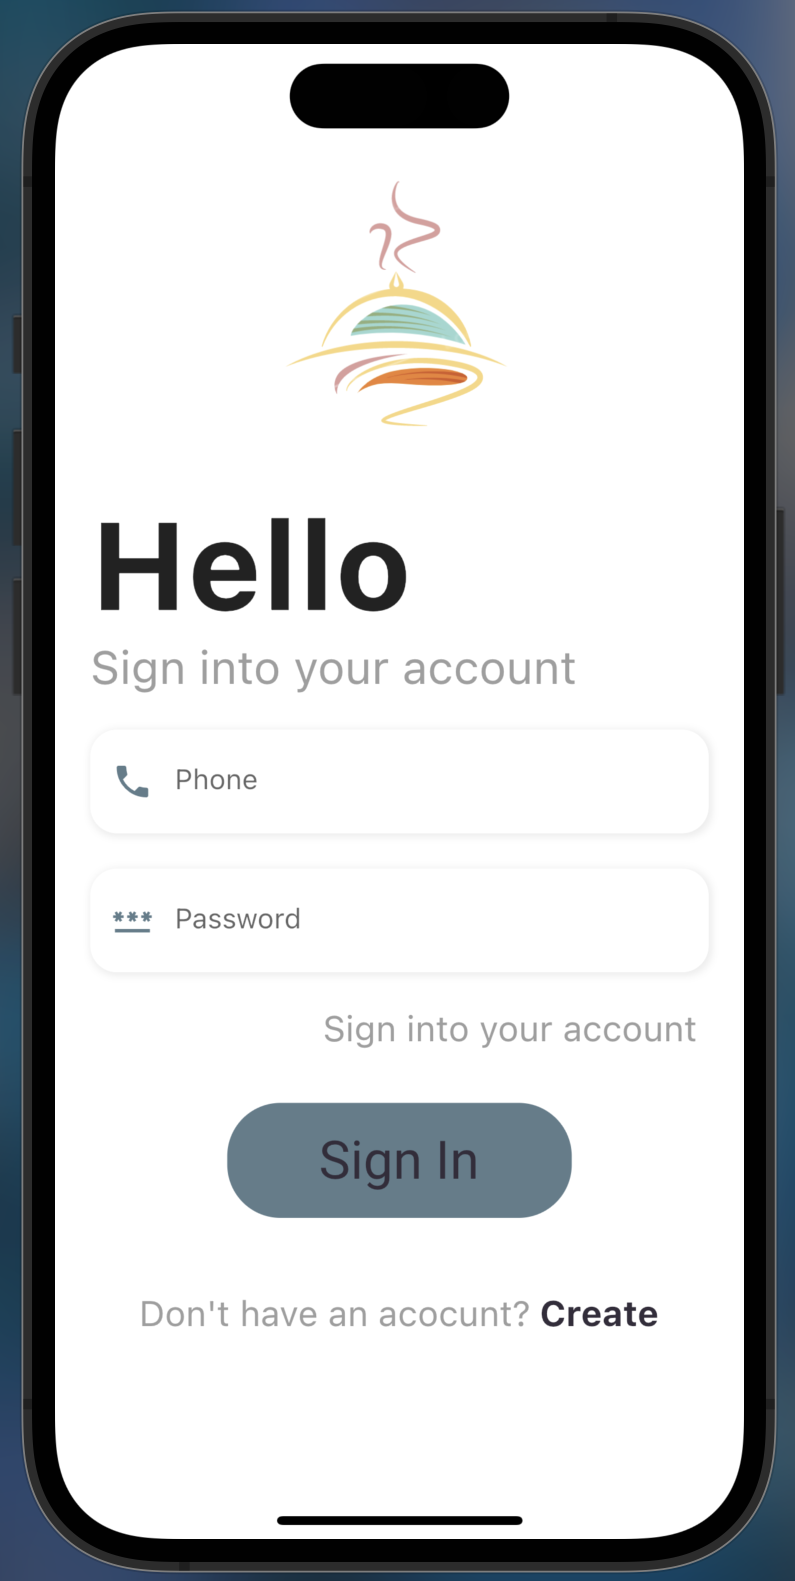 Hello
Sign into your account
Phone
*** Password
Sign into your account
Sign In
Don't have an acocunt? Create